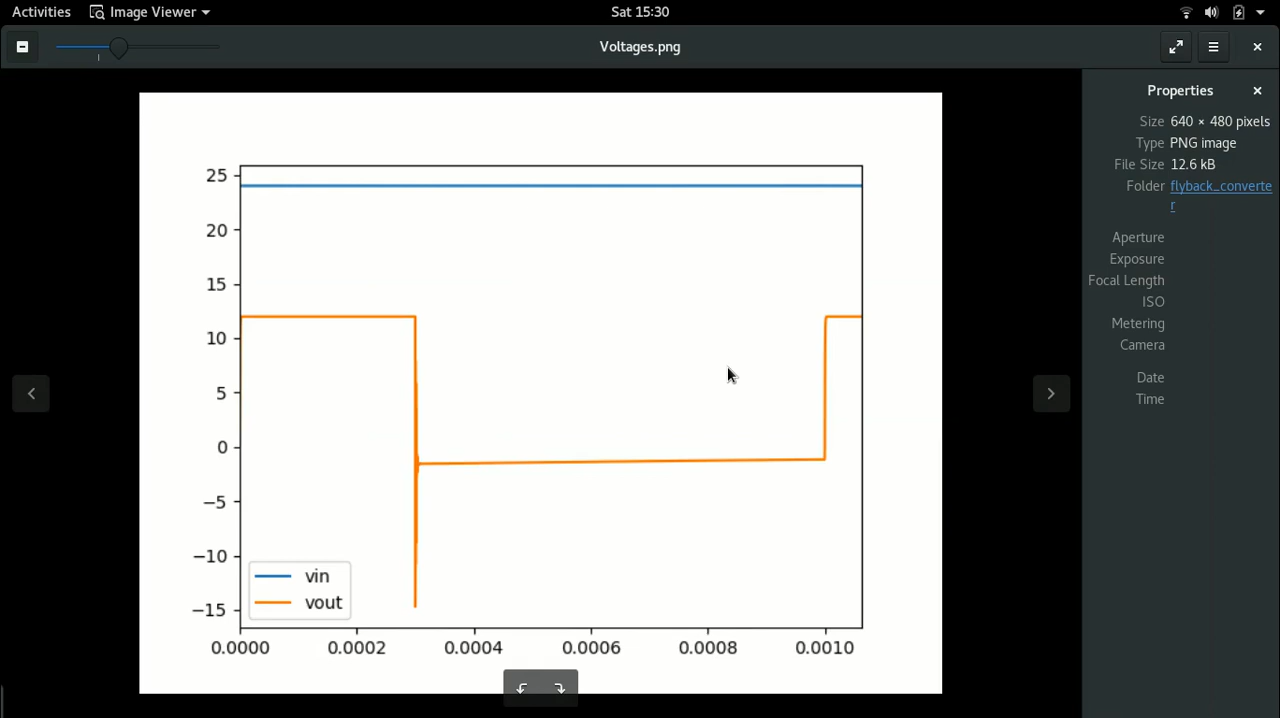 Activities Image Viewer Sat 15:30
Voltages.png
Properties
Size 640 × 480 pixels
Type PNG image
File Size 12.6 kB
Folder flyback_converte
r
Aperture
Exposure
Focal Length
ISO
Metering
Camera
Date
Time
25
20
15
10
5
0
−5
−10
−15
vin
vout
0.0000 0.0002 0.0004 0.0006 0.0008 0.0010